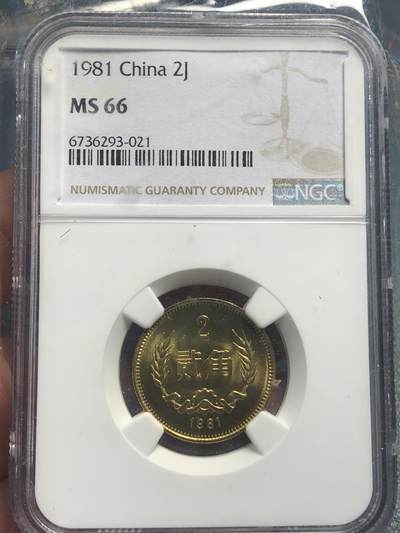 1981 China 2J
MS 66
6736293-021
NUMISMATIC GUARANTY COMPANY NGC
2
贰角
1981